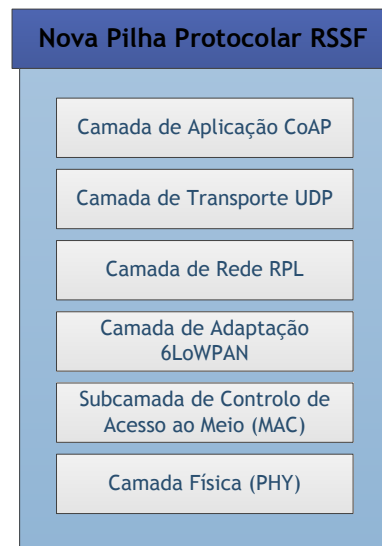 Nova Pilha Protocolar RSSF
Camada de Aplicação CoAP
Camada de Transporte UDP
Camada de Rede RPL
Camada de Adaptação
6LoWPAN
Subcamada de Controlo de
Acesso ao Meio (MAC)
Camada Física (PHY)